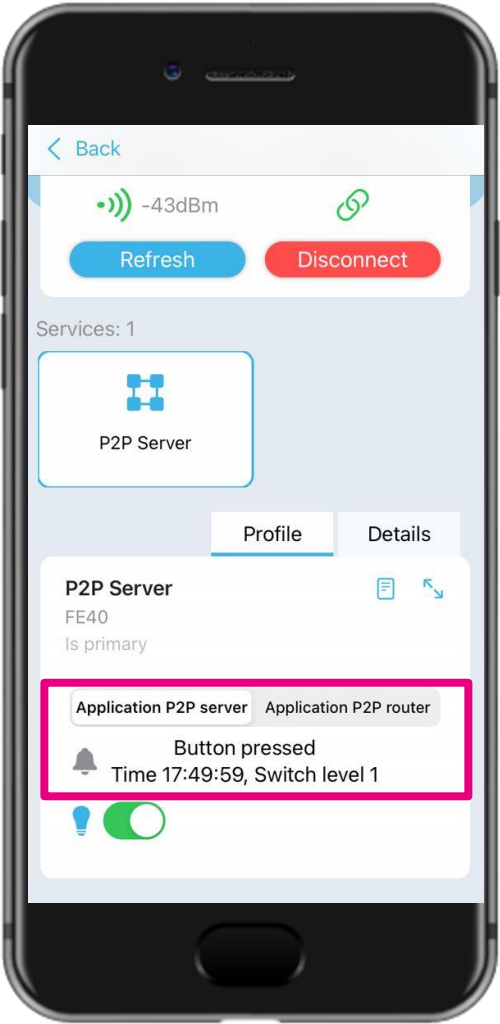 Back
-43dBm
Refresh Disconnect
Services: 1
P2P Server
Profile Details
P2P Server
FE40
Is primary
Application P2P server Application P2P router
Button pressed
Time 17:49:59, Switch level 1